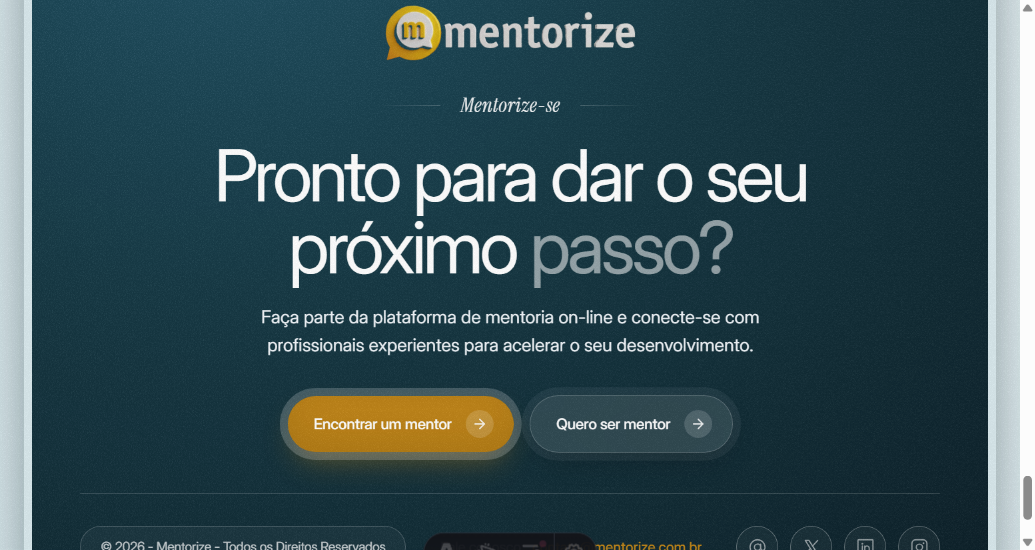 m mentorize
Mentorize-se
Pronto para dar o seu
próximo passo?
Faça parte da plataforma de mentoria on-line e conecte-se com
profissionais experientes para acelerar o seu desenvolvimento.
Encontrar um mentor
Quero ser mentor
© 2026 - Mentorize - Todos os Direitos Reservados
mentorize.com.br